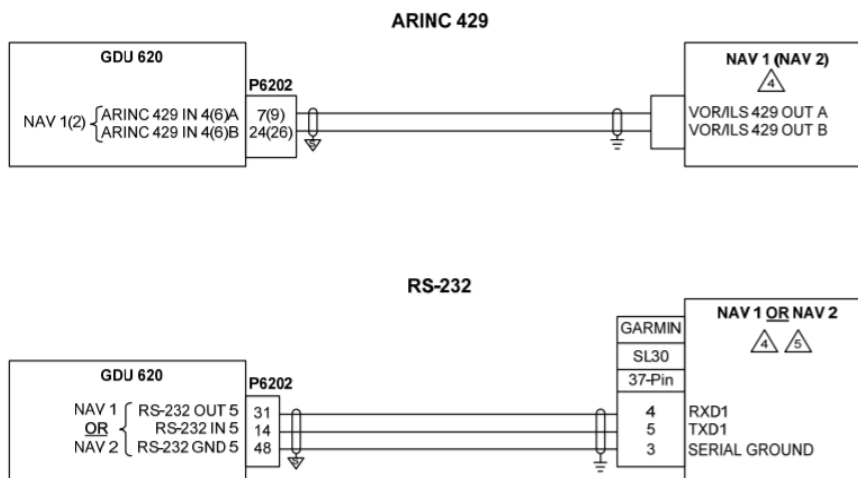 ARINC 429
GDU 620
P6202
NAV 1(2)
ARINC 429 IN 4(6)A
ARINC 429 IN 4(6)B
7(9)
24(26)
S
NAV 1 (NAV 2)
4
VOR/ILS 429 OUT A
VOR/ILS 429 OUT B
RS-232
GDU 620
P6202
NAV 1
OR
NAV 2
RS-232 OUT 5
RS-232 IN 5
RS-232 GND 5
31
14
48
S
GARMIN
SL30
37-Pin
4
5
3
NAV 1 OR NAV 2
4 5
RXD1
TXD1
SERIAL GROUND